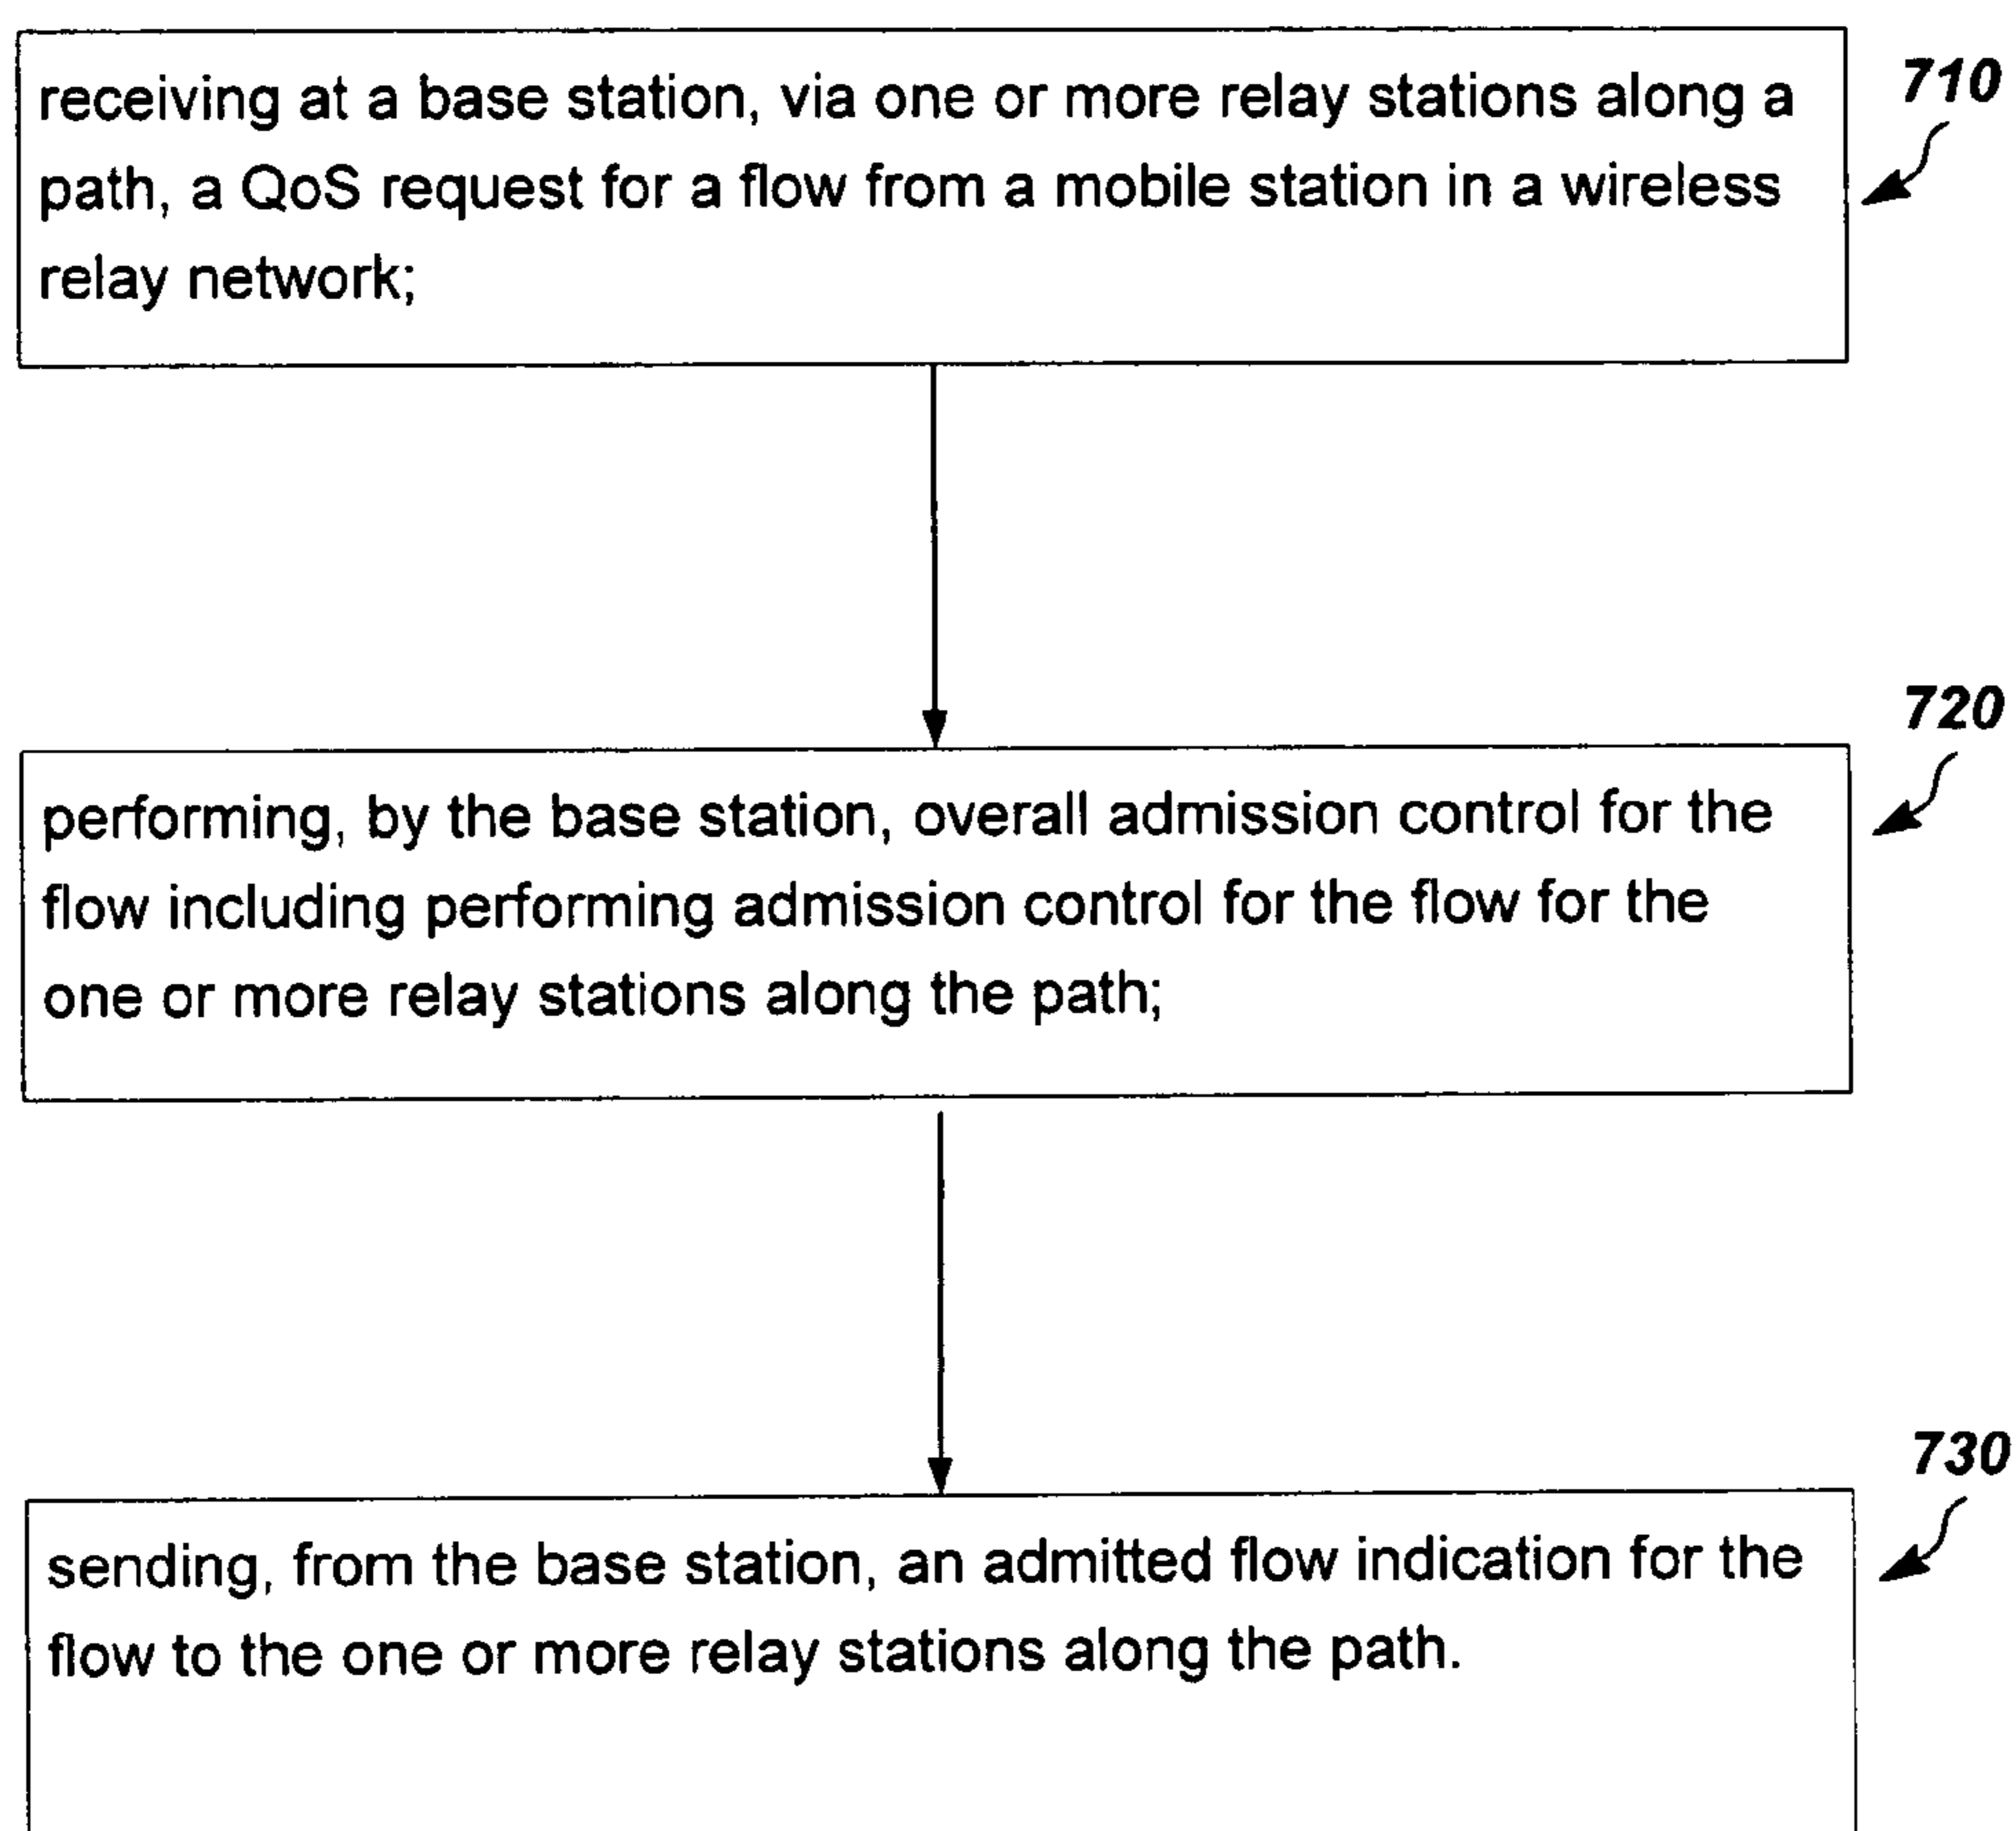 receiving at a base station, via one or more relay stations along a
path, a QoS request for a flow from a mobile station in a wireless
relay network;
710
performing, by the base station, overall admission control for the
flow including performing admission control for the flow for the
one or more relay stations along the path;
720
sending, from the base station, an admitted flow indication for the
flow to the one or more relay stations along the path.
730